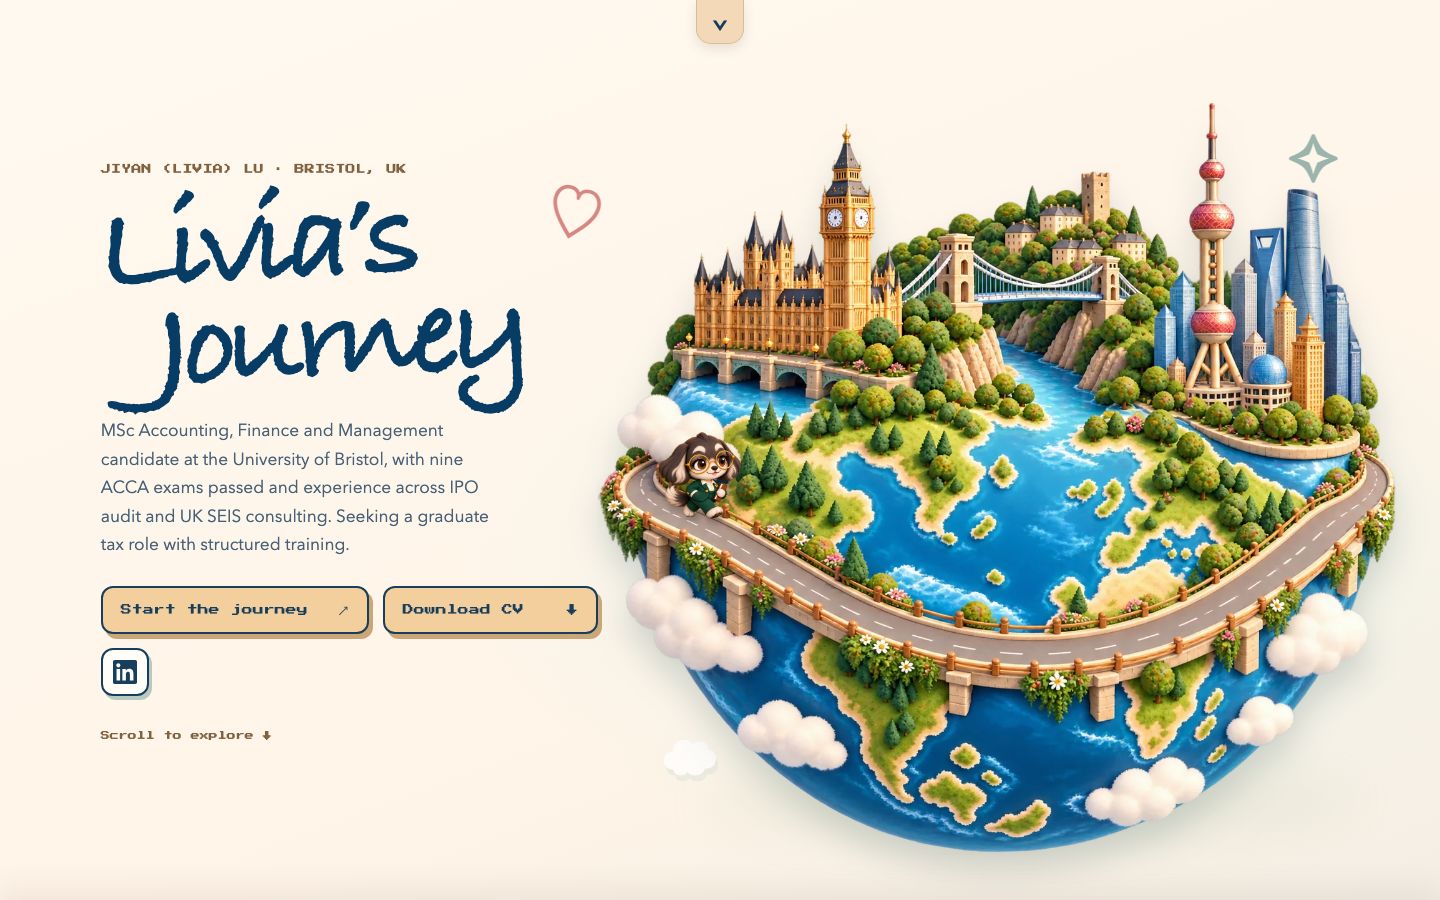 JIYAN (LIVIA) LU · BRISTOL, UK
Livia's
Journey
MSc Accounting, Finance and Management
candidate at the University of Bristol, with nine
ACCA exams passed and experience across IPO
audit and UK SEIS consulting. Seeking a graduate
tax role with structured training.
Start the journey ↗
Download CV ↓
in
Scroll to explore ↓